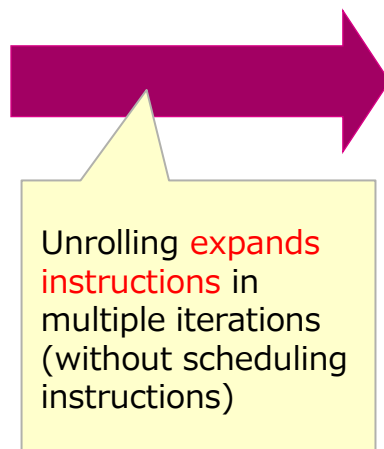 Unrolling expands
instructions in
multiple iterations
(without scheduling
instructions)